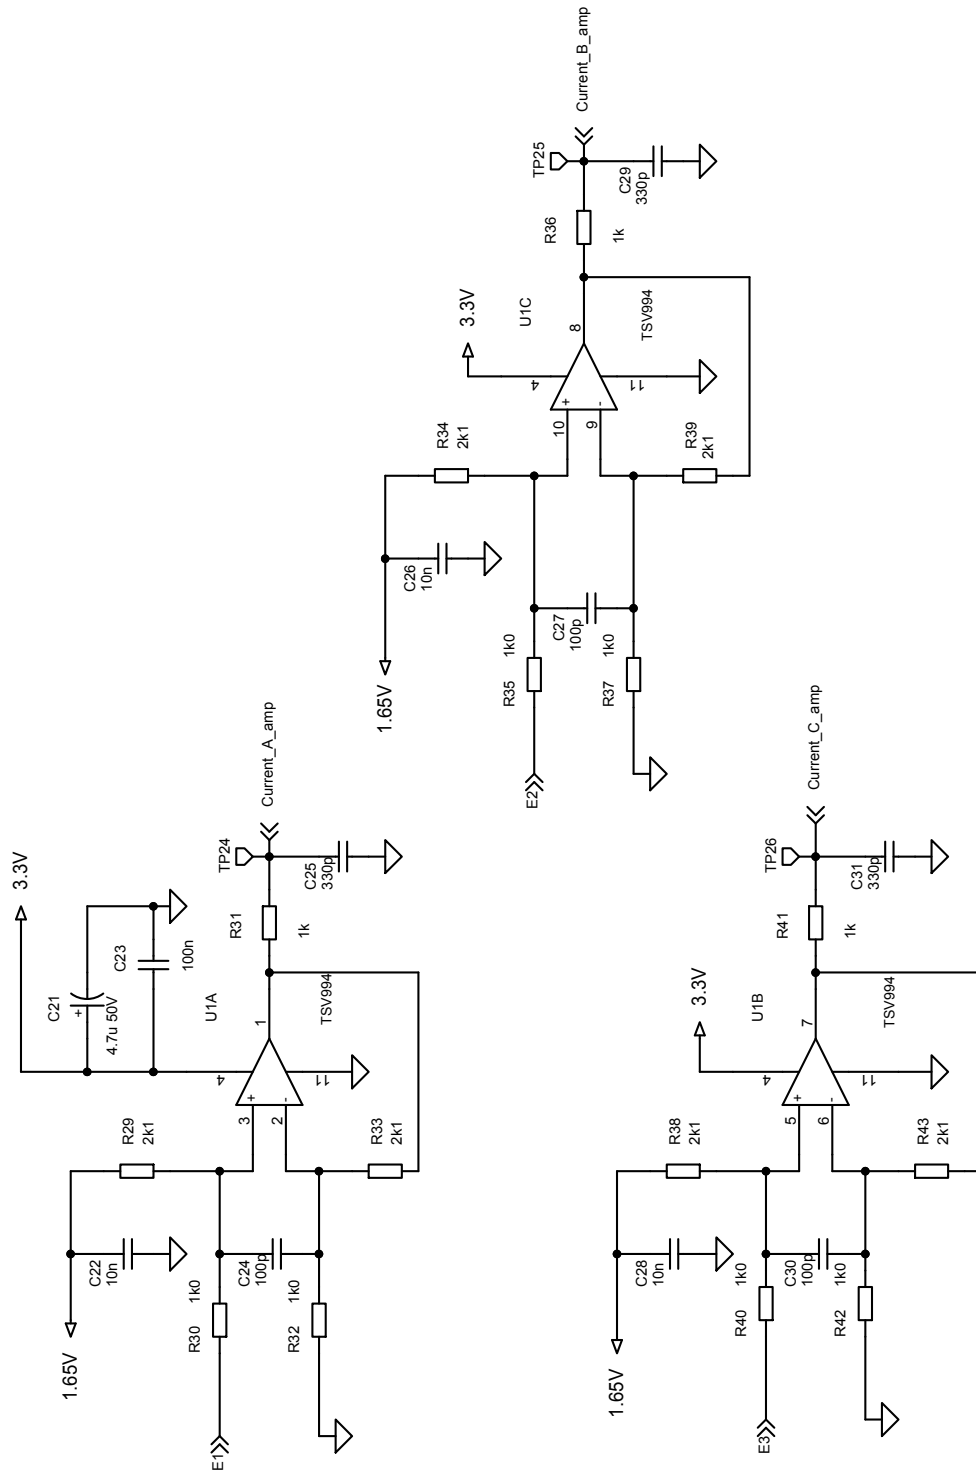 3.3V
C21
4.7u 50V
+
C23
100n
1.65V
C22
10n
R29
2k1
4
U1A
TSV994
3
+
2
-
1
11
R31
1k
TP24
Current_A_amp
C25
330p
E1
R30
1k0
C24
100p
1k0
R32
R33
2k1
1.65V
C26
10n
R34
2k1
3.3V
4
U1C
TSV994
10
+
9
-
8
11
R36
1k
TP25
Current_B_amp
C29
330p
E2
R35
1k0
C27
100p
1k0
R37
R39
2k1
1.65V
C28
10n
R38
2k1
3.3V
4
U1B
TSV994
5
+
6
-
7
11
R41
1k
TP26
Current_C_amp
C31
330p
E3
R40
1k0
C30
100p
1k0
R42
R43
2k1